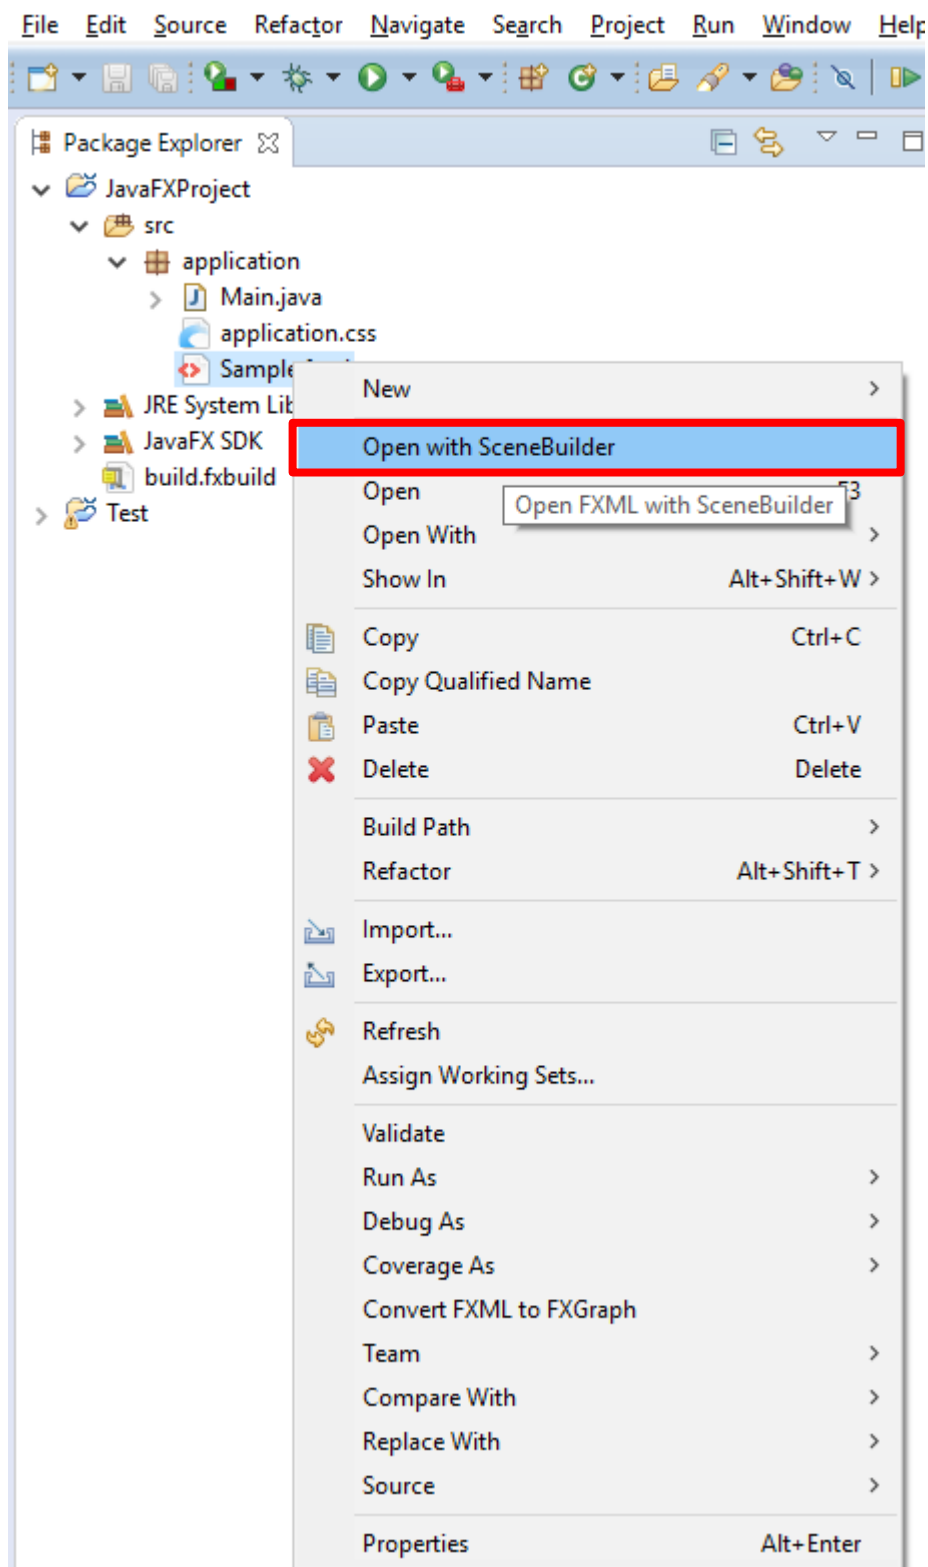 File Edit Source Refactor Navigate Search Project Run Window Help
Package Explorer
JavaFXProject
src
application
Main.java
application.css
Sample
JRE System Lib
JavaFX SDK
build.fxbuild
Test
New
Open with SceneBuilder
Open F3
Open FXML with SceneBuilder
Open With
Show In Alt+Shift+W
Copy Ctrl+C
Copy Qualified Name
Paste Ctrl+V
Delete Delete
Build Path
Refactor Alt+Shift+T
Import...
Export...
Refresh
Assign Working Sets...
Validate
Run As
Debug As
Coverage As
Convert FXML to FXGraph
Team
Compare With
Replace With
Source
Properties Alt+Enter